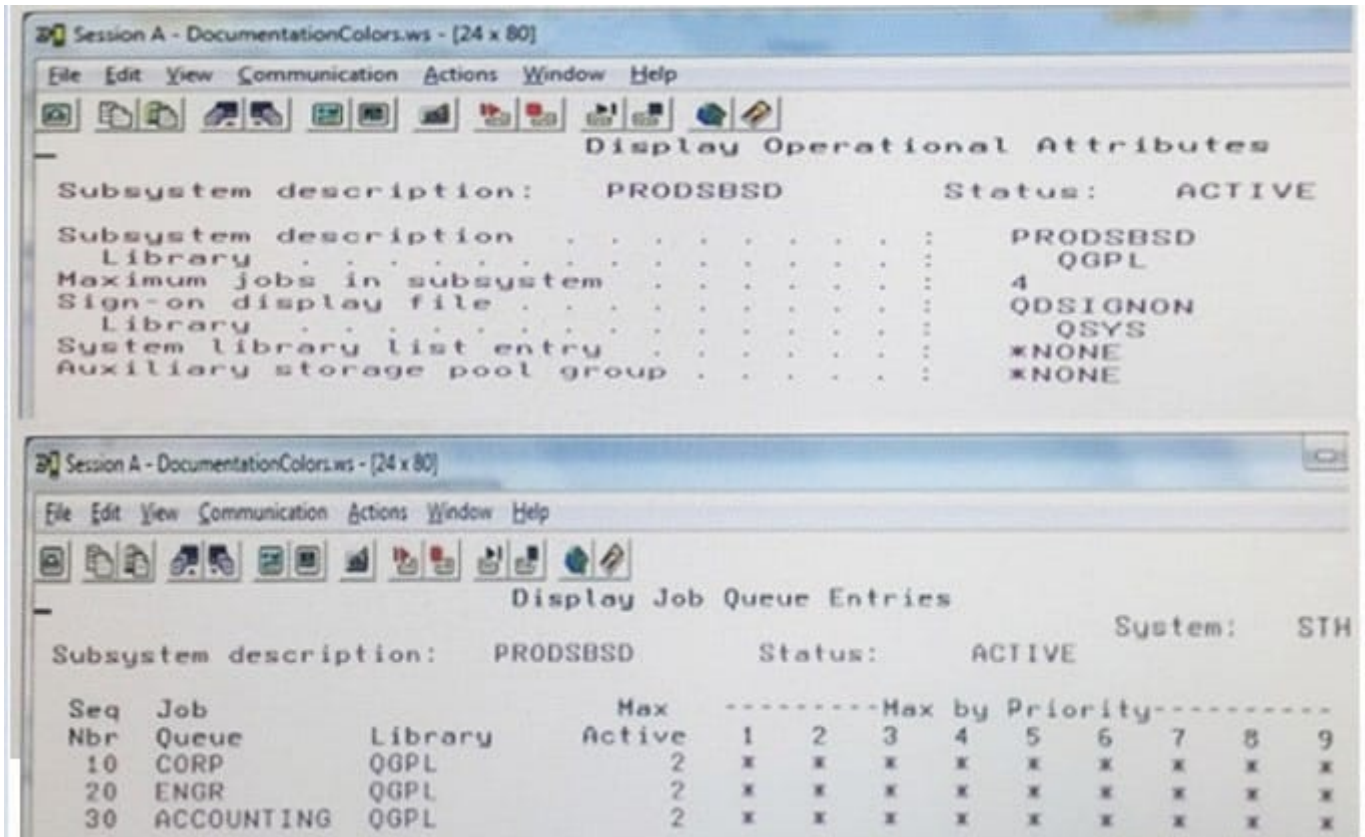 Session A - DocumentationColors.ws - [24 x 80]
File Edit View Communication Actions Window Help
Display Operational Attributes
Subsystem description: PRODSBSD Status: ACTIVE
Subsystem description . . . . . . . . . : PRODSBSD
Library . . . . . . . . . . . . . . : QGPL
Maximum jobs in subsystem . . . . . . : 4
Sign-on display file . . . . . . . . . : QDSIGNON
Library . . . . . . . . . . . . . . : QSYS
System library list entry . . . . . . : *NONE
Auxiliary storage pool group . . . . . : *NONE
Session A - DocumentationColors.ws - [24 x 80]
File Edit View Communication Actions Window Help
Display Job Queue Entries
System: STH
Subsystem description: PRODSBSD Status: ACTIVE
Seq Job Max ---------Max by Priority----------
Nbr Queue Library Active 1 2 3 4 5 6 7 8 9
10 CORP QGPL 2 * * * * * * * * *
20 ENGR QGPL 2 * * * * * * * * *
30 ACCOUNTING QGPL 2 * * * * * * * * *